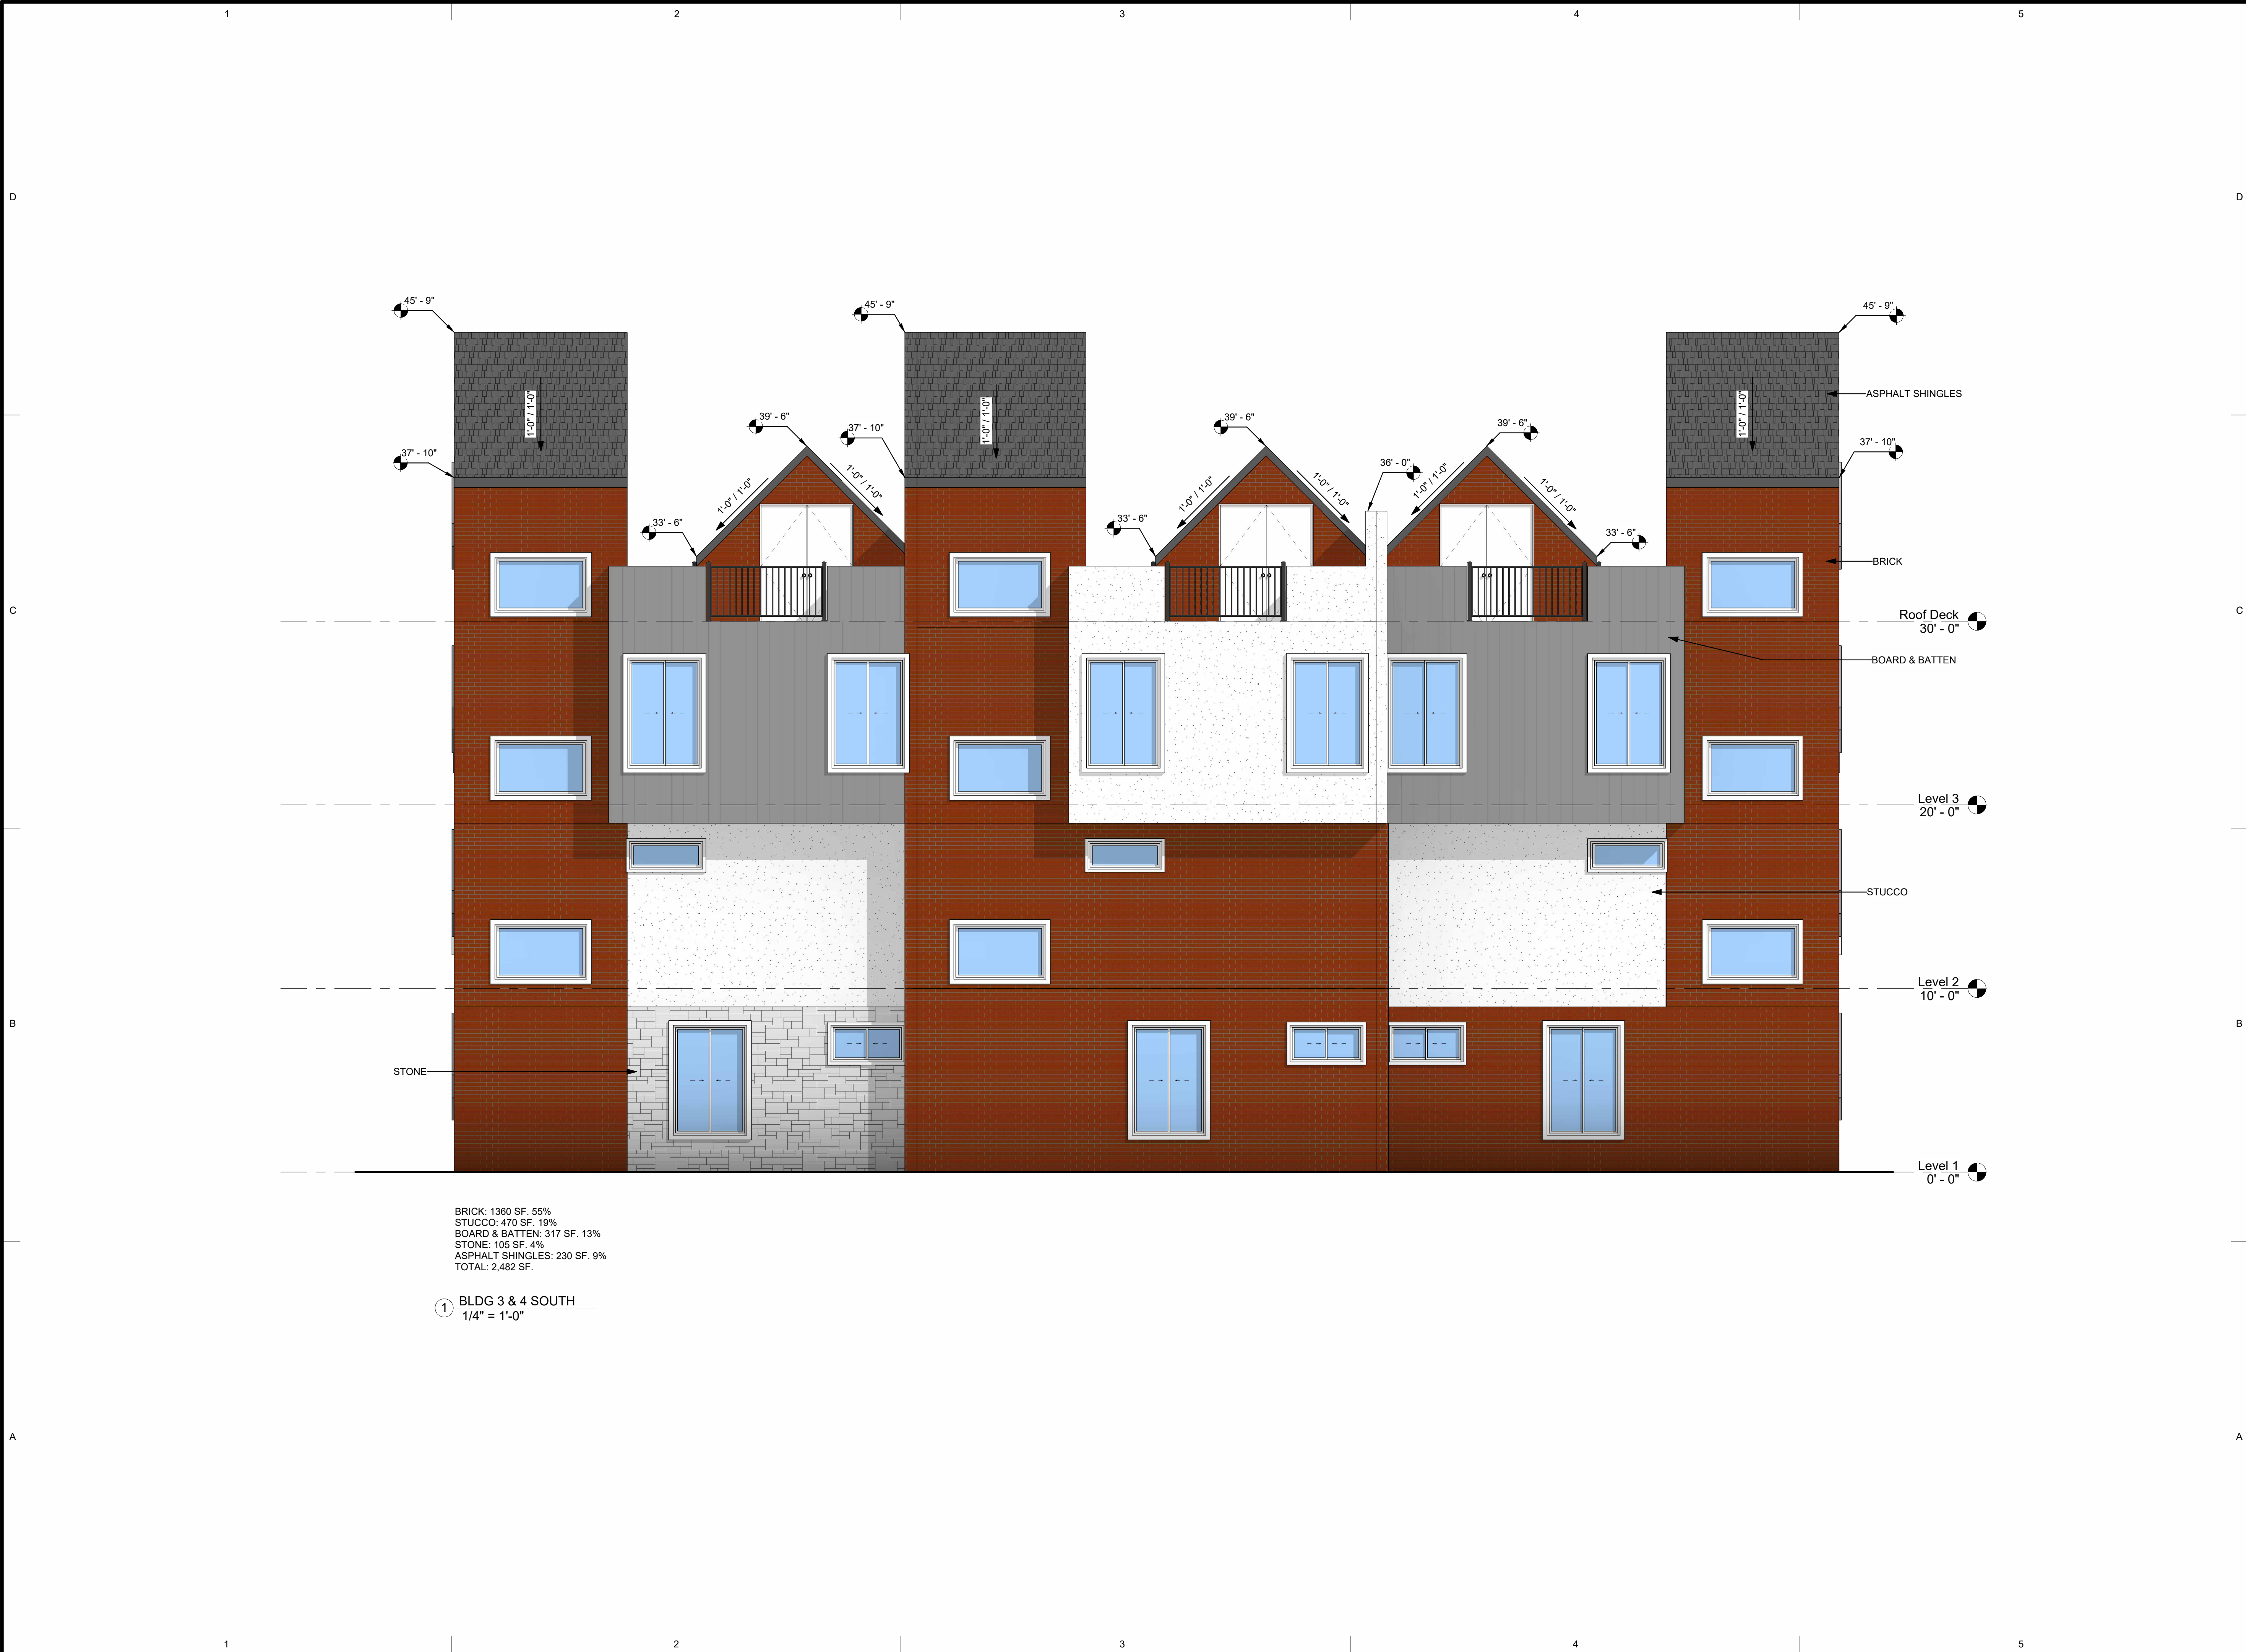 1 2 3 4 5
D D
45' - 9" 45' - 9" 45' - 9"
1'-0" / 1'-0" 1'-0" / 1'-0" 1'-0" / 1'-0"
ASPHALT SHINGLES
39' - 6" 39' - 6" 39' - 6"
37' - 10" 37' - 10" 37' - 10"
36' - 0"
1'-0" / 1'-0" 1'-0" / 1'-0" 1'-0" / 1'-0" 1'-0" / 1'-0" 1'-0" / 1'-0" 1'-0" / 1'-0"
33' - 6" 33' - 6" 33' - 6"
BRICK
C C
Roof Deck
30' - 0"
BOARD & BATTEN
Level 3
20' - 0"
STUCCO
Level 2
10' - 0"
B B
STONE
Level 1
0' - 0"
BRICK: 1360 SF. 55%
STUCCO: 470 SF. 19%
BOARD & BATTEN: 317 SF. 13%
STONE: 105 SF. 4%
ASPHALT SHINGLES: 230 SF. 9%
TOTAL: 2,482 SF.
1 BLDG 3 & 4 SOUTH
1/4" = 1'-0"
A A
1 2 3 4 5